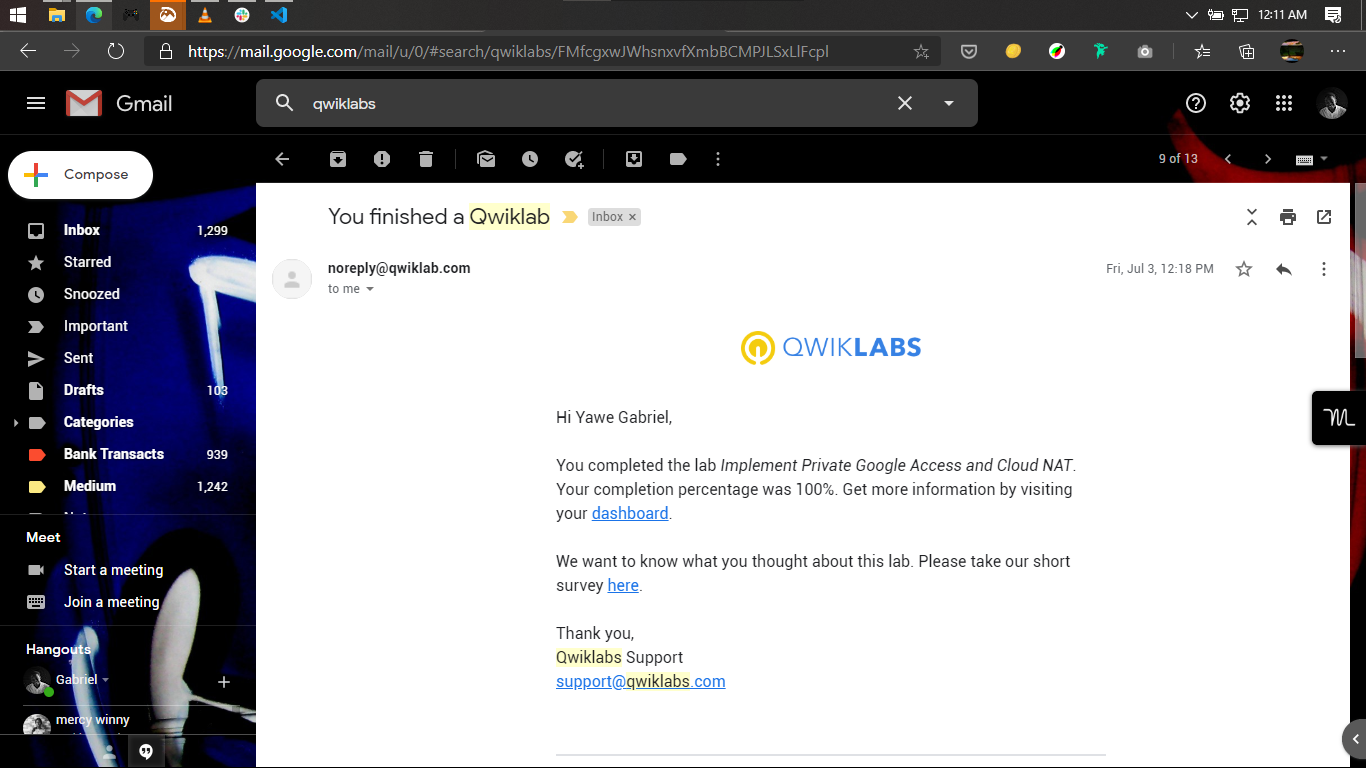 12:11 AM
https://mail.google.com/mail/u/0/#search/qwiklabs/FMfcgxwJWhsnxvfXmbBCMPJLSxLlFcpl
Gmail
qwiklabs
Compose
9 of 13
You finished a Qwiklab
Inbox ×
Inbox 1,299
Starred
Snoozed
Important
Sent
Drafts 103
Categories
Bank Transacts 939
Medium 1,242
Meet
Start a meeting
Join a meeting
Hangouts
Gabriel
mercy winny
noreply@qwiklab.com
Fri, Jul 3, 12:18 PM
to me
QWIKLABS
Hi Yawe Gabriel,
You completed the lab Implement Private Google Access and Cloud NAT.
Your completion percentage was 100%. Get more information by visiting
your dashboard.
We want to know what you thought about this lab. Please take our short
survey here.
Thank you,
Qwiklabs Support
support@qwiklabs.com